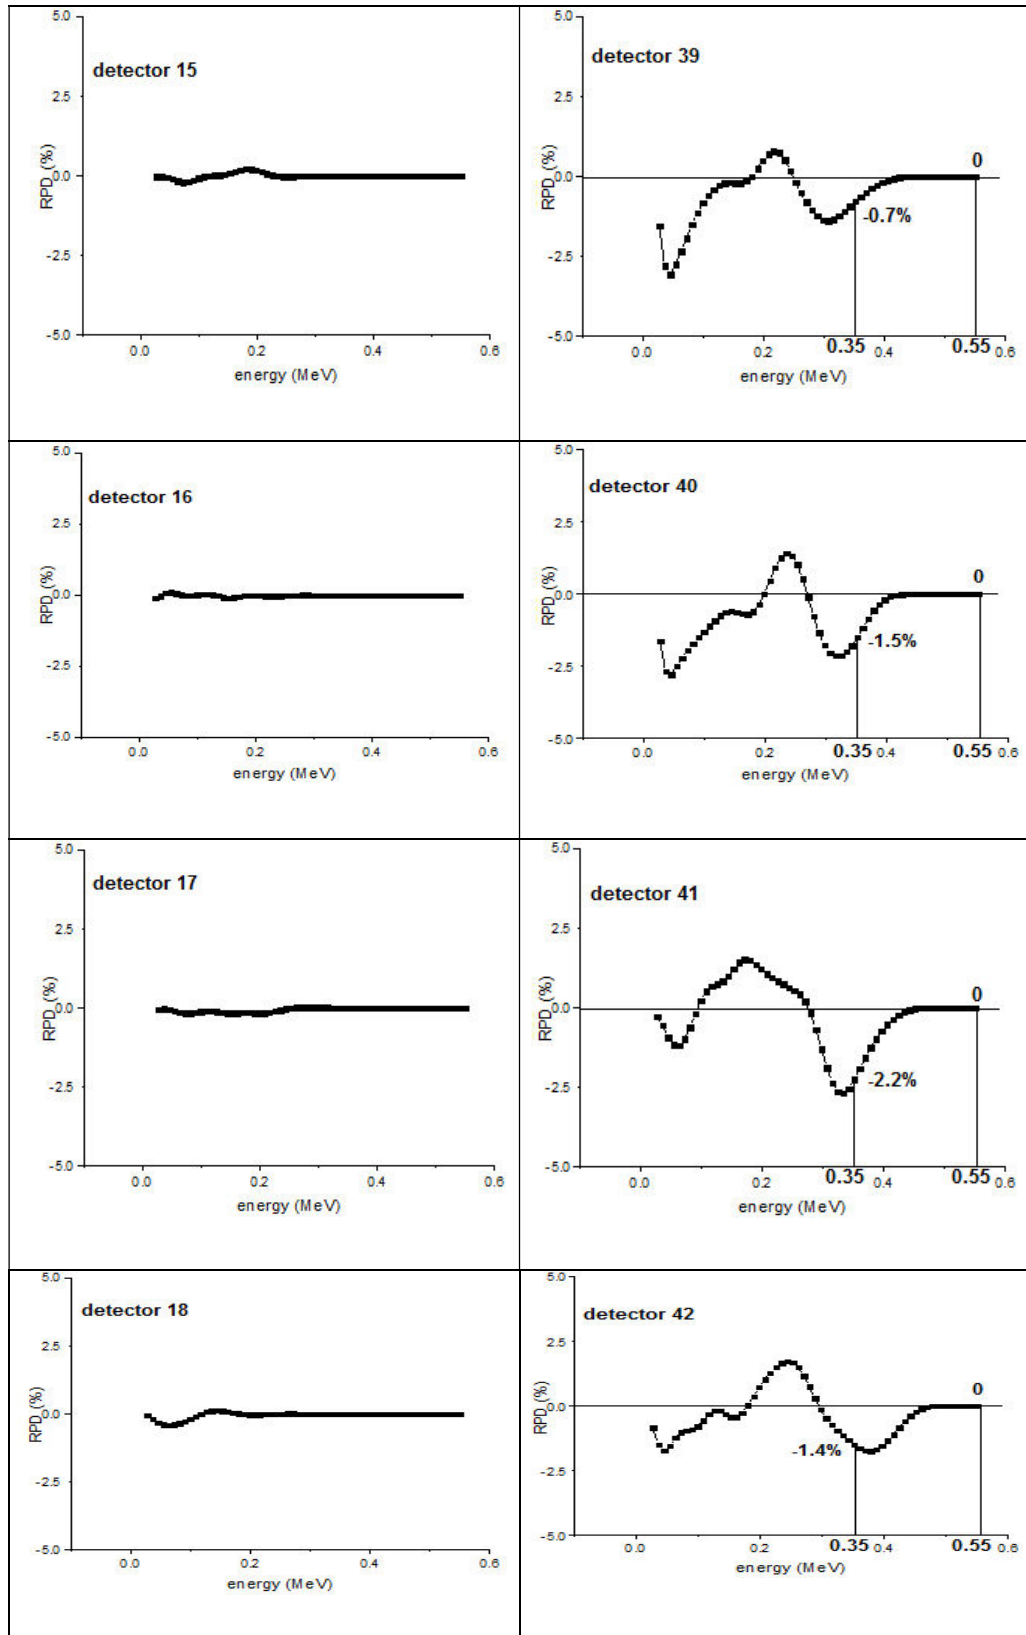 detector 15
5.0
2.5
0.0
-2.5
-5.0
RPD (%)
0.0 0.2 0.4 0.6
energy (MeV)
detector 39
5.0
2.5
0.0
-2.5
-5.0
RPD (%)
0
-0.7%
0.0 0.2 0.35 0.4 0.55 0.6
energy (MeV)
detector 16
5.0
2.5
0.0
-2.5
-5.0
RPD (%)
0.0 0.2 0.4 0.6
energy (MeV)
detector 40
5.0
2.5
0.0
-2.5
-5.0
RPD (%)
0
-1.5%
0.0 0.2 0.35 0.4 0.55 0.6
energy (MeV)
detector 17
5.0
2.5
0.0
-2.5
-5.0
RPD (%)
0.0 0.2 0.4 0.6
energy (MeV)
detector 41
5.0
2.5
0.0
-2.5
-5.0
RPD (%)
0
-2.2%
0.0 0.2 0.35 0.4 0.55 0.6
energy (MeV)
detector 18
5.0
2.5
0.0
-2.5
-5.0
RPD (%)
0.0 0.2 0.4 0.6
energy (MeV)
detector 42
5.0
2.5
0.0
-2.5
-5.0
RPD (%)
0
-1.4%
0.0 0.2 0.35 0.4 0.55 0.6
energy (MeV)